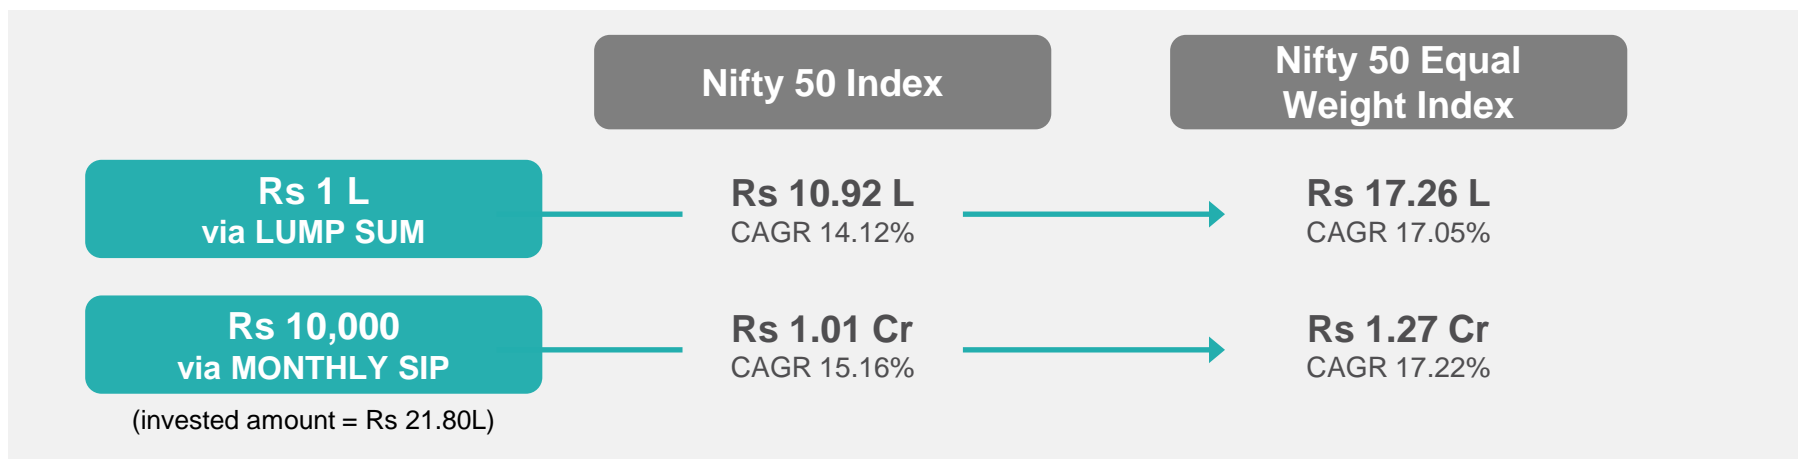 Nifty 50 Index
Nifty 50 Equal
Weight Index
Rs 1 L
via LUMP SUM
Rs 10.92 L
CAGR 14.12%
Rs 17.26 L
CAGR 17.05%
Rs 10,000
via MONTHLY SIP
(invested amount = Rs 21.80L)
Rs 1.01 Cr
CAGR 15.16%
Rs 1.27 Cr
CAGR 17.22%